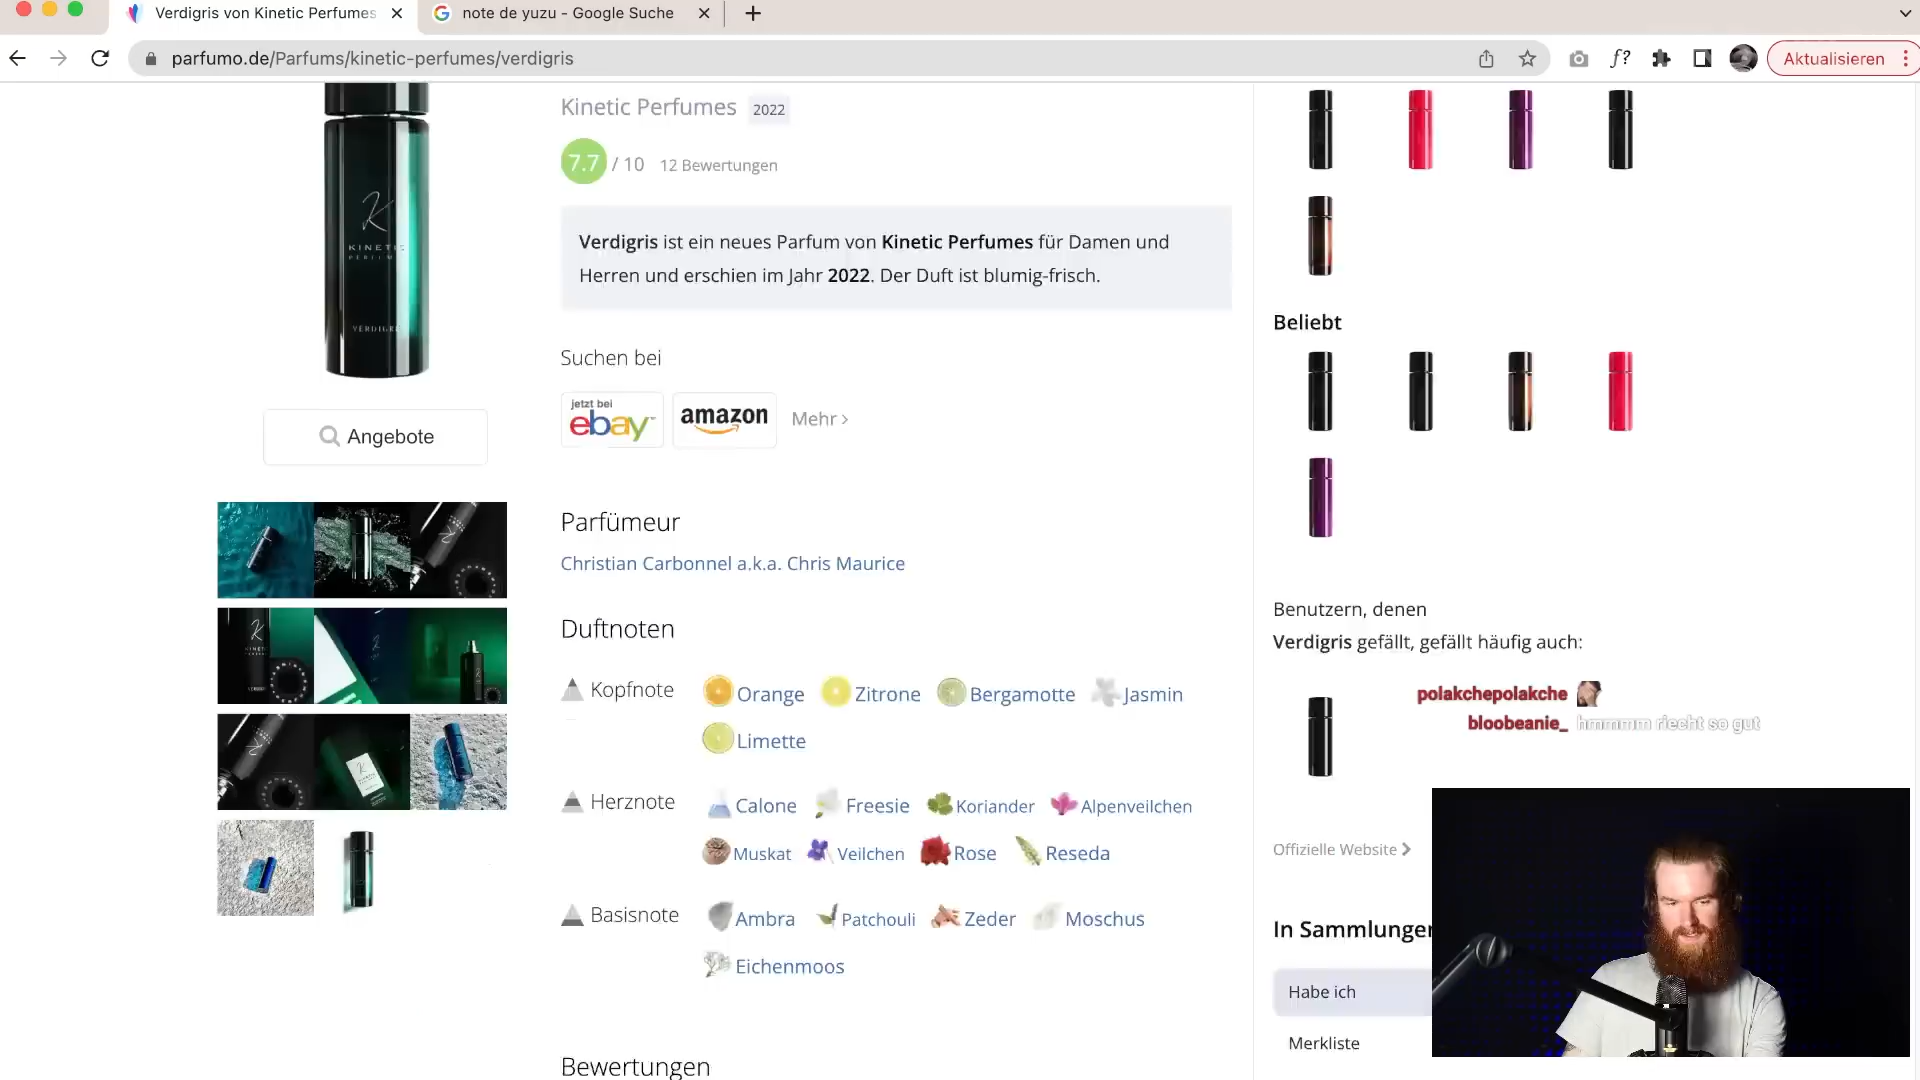 Verdigris von Kinetic Perfumes
note de yuzu - Google Suche
parfumo.de/Parfums/kinetic-perfumes/verdigris
f?
Aktualisieren
Kinetic Perfumes 2022
7.7 / 10 12 Bewertungen
Verdigris ist ein neues Parfum von Kinetic Perfumes für Damen und
Herren und erschien im Jahr 2022. Der Duft ist blumig-frisch.
Suchen bei
jetzt bei
ebay
amazon
Mehr
Angebote
Parfümeur
Christian Carbonnel a.k.a. Chris Maurice
Duftnoten
Kopfnote Orange Zitrone Bergamotte Jasmin
Limette
Herznote Calone Freesie Koriander Alpenveilchen
Muskat Veilchen Rose Reseda
Basisnote Ambra Patchouli Zeder Moschus
Eichenmoos
Bewertungen
Beliebt
Benutzern, denen
Verdigris gefällt, gefällt häufig auch:
polakchepolakche
bloobeanie_ hmmmm riecht so gut
Offizielle Website
In Sammlungen
Habe ich
Merkliste